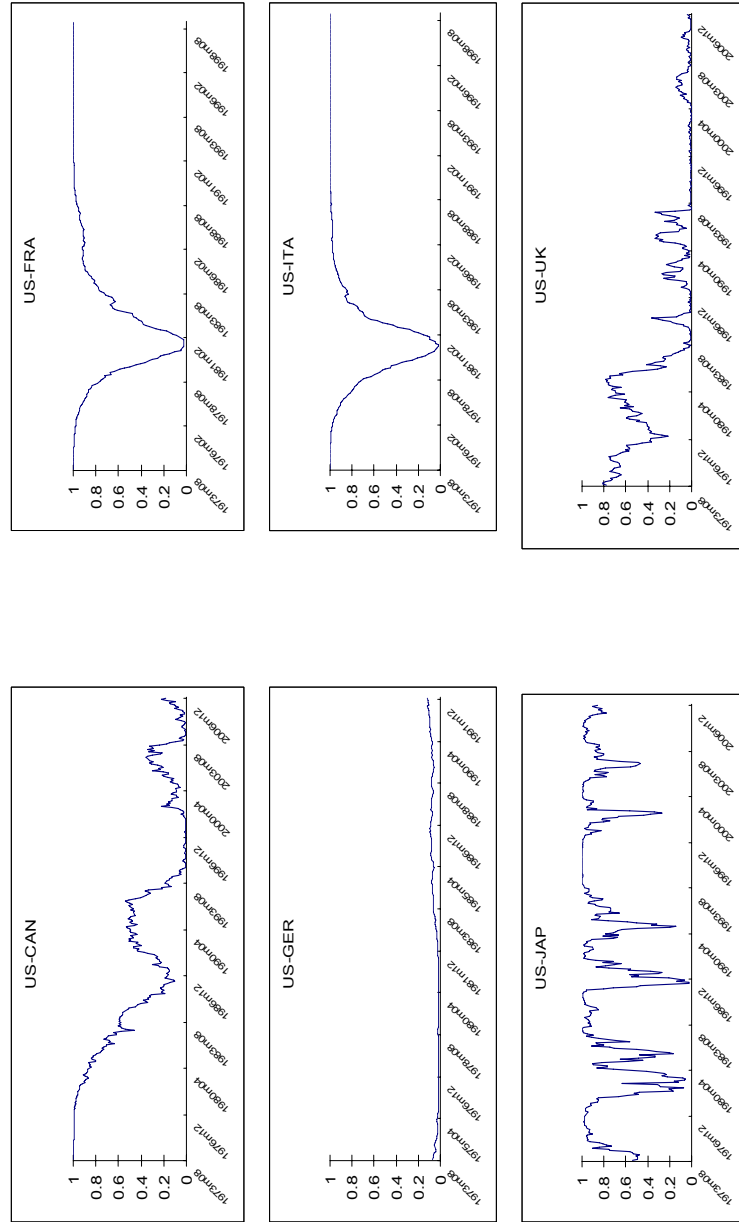 US-CAN
1
0.8
0.6
0.4
0.2
0
1973m08
1976m12
1980m04
1983m08
1986m12
1990m04
1993m08
1996m12
2000m04
2003m08
2006m12
US-FRA
1
0.8
0.6
0.4
0.2
0
1973m08
1976m02
1978m08
1981m02
1983m08
1986m02
1988m08
1991m02
1993m08
1996m02
1998m08
US-GER
1
0.8
0.6
0.4
0.2
0
1973m08
1975m04
1976m12
1978m08
1980m04
1981m12
1983m08
1985m04
1986m12
1988m08
1990m04
1991m12
US-ITA
1
0.8
0.6
0.4
0.2
0
1973m08
1976m02
1978m08
1981m02
1983m08
1986m02
1988m08
1991m02
1993m08
1996m02
1998m08
US-JAP
1
0.8
0.6
0.4
0.2
0
1973m08
1976m12
1980m04
1983m08
1986m12
1990m04
1993m08
1996m12
2000m04
2003m08
2006m12
US-UK
1
0.8
0.6
0.4
0.2
0
1973m08
1976m12
1980m04
1983m08
1986m12
1990m04
1993m08
1996m12
2000m04
2003m08
2006m12